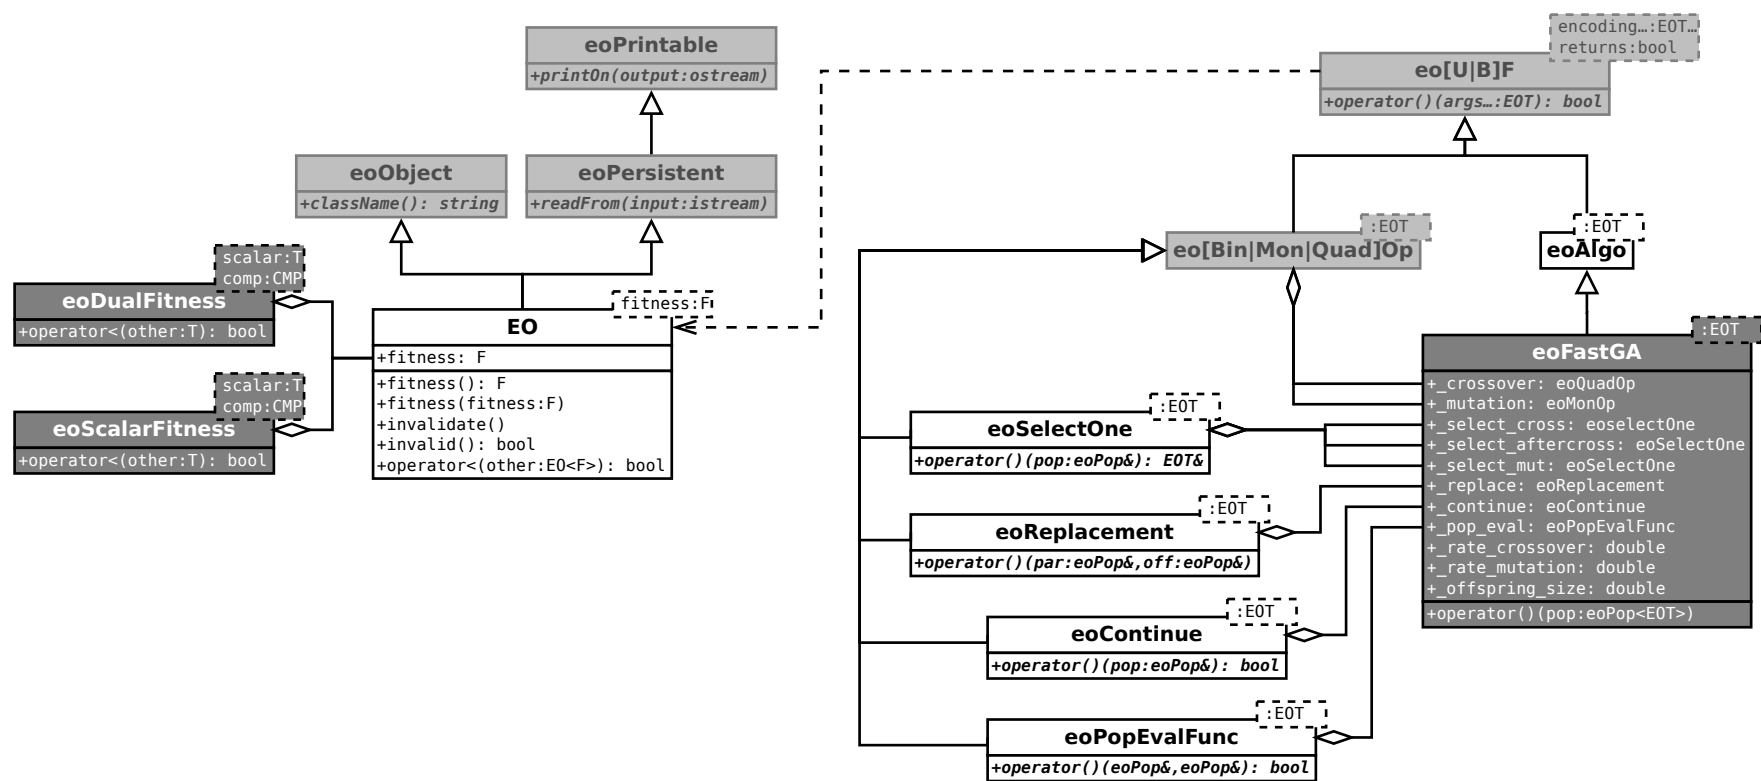 eoPrintable
+printOn(output:ostream)
eoObject
+className(): string
eoPersistent
+readFrom(input:istream)
scalar:T
comp:CMP
eoDualFitness
+operator<(other:T): bool
scalar:T
comp:CMP
eoScalarFitness
+operator<(other:T): bool
fitness:F
EO
+fitness: F
+fitness(): F
+fitness(fitness:F)
+invalidate()
+invalid(): bool
+operator<(other:EO<F>): bool
encoding…:EOT…
returns:bool
eo[U|B]F
+operator()(args…:EOT): bool
:EOT
eo[Bin|Mon|Quad]Op
:EOT
eoAlgo
:EOT
eoSelectOne
+operator()(pop:eoPop&): EOT&
:EOT
eoReplacement
+operator()(par:eoPop&,off:eoPop&)
:EOT
eoContinue
+operator()(pop:eoPop&): bool
:EOT
eoPopEvalFunc
+operator()(eoPop&,eoPop&): bool
:EOT
eoFastGA
+_crossover: eoQuadOp
+_mutation: eoMonOp
+_select_cross: eoselectOne
+_select_aftercross: eoSelectOne
+_select_mut: eoSelectOne
+_replace: eoReplacement
+_continue: eoContinue
+_pop_eval: eoPopEvalFunc
+_rate_crossover: double
+_rate_mutation: double
+_offspring_size: double
+operator()(pop:eoPop<EOT>)